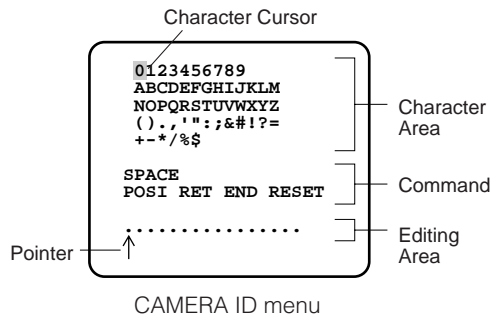 Character Cursor
0123456789
ABCDEFGHIJKLM
NOPQRSTUVWXYZ
().,'":;&#!?=
+-*/%$
Character
Area
SPACE
POSI RET END RESET
Command
................
Editing
Area
Pointer
CAMERA ID menu